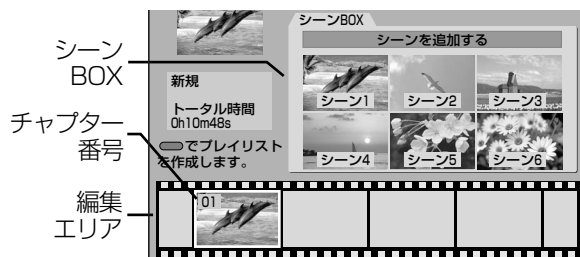 シーン
BOX
チャプター
番号
編集
エリア
新規
トータル時間
0h10m48s
でプレイリスト
を作成します。
シーンBOX
シーンを追加する
シーン1
シーン2
シーン3
シーン4
シーン5
シーン6
01